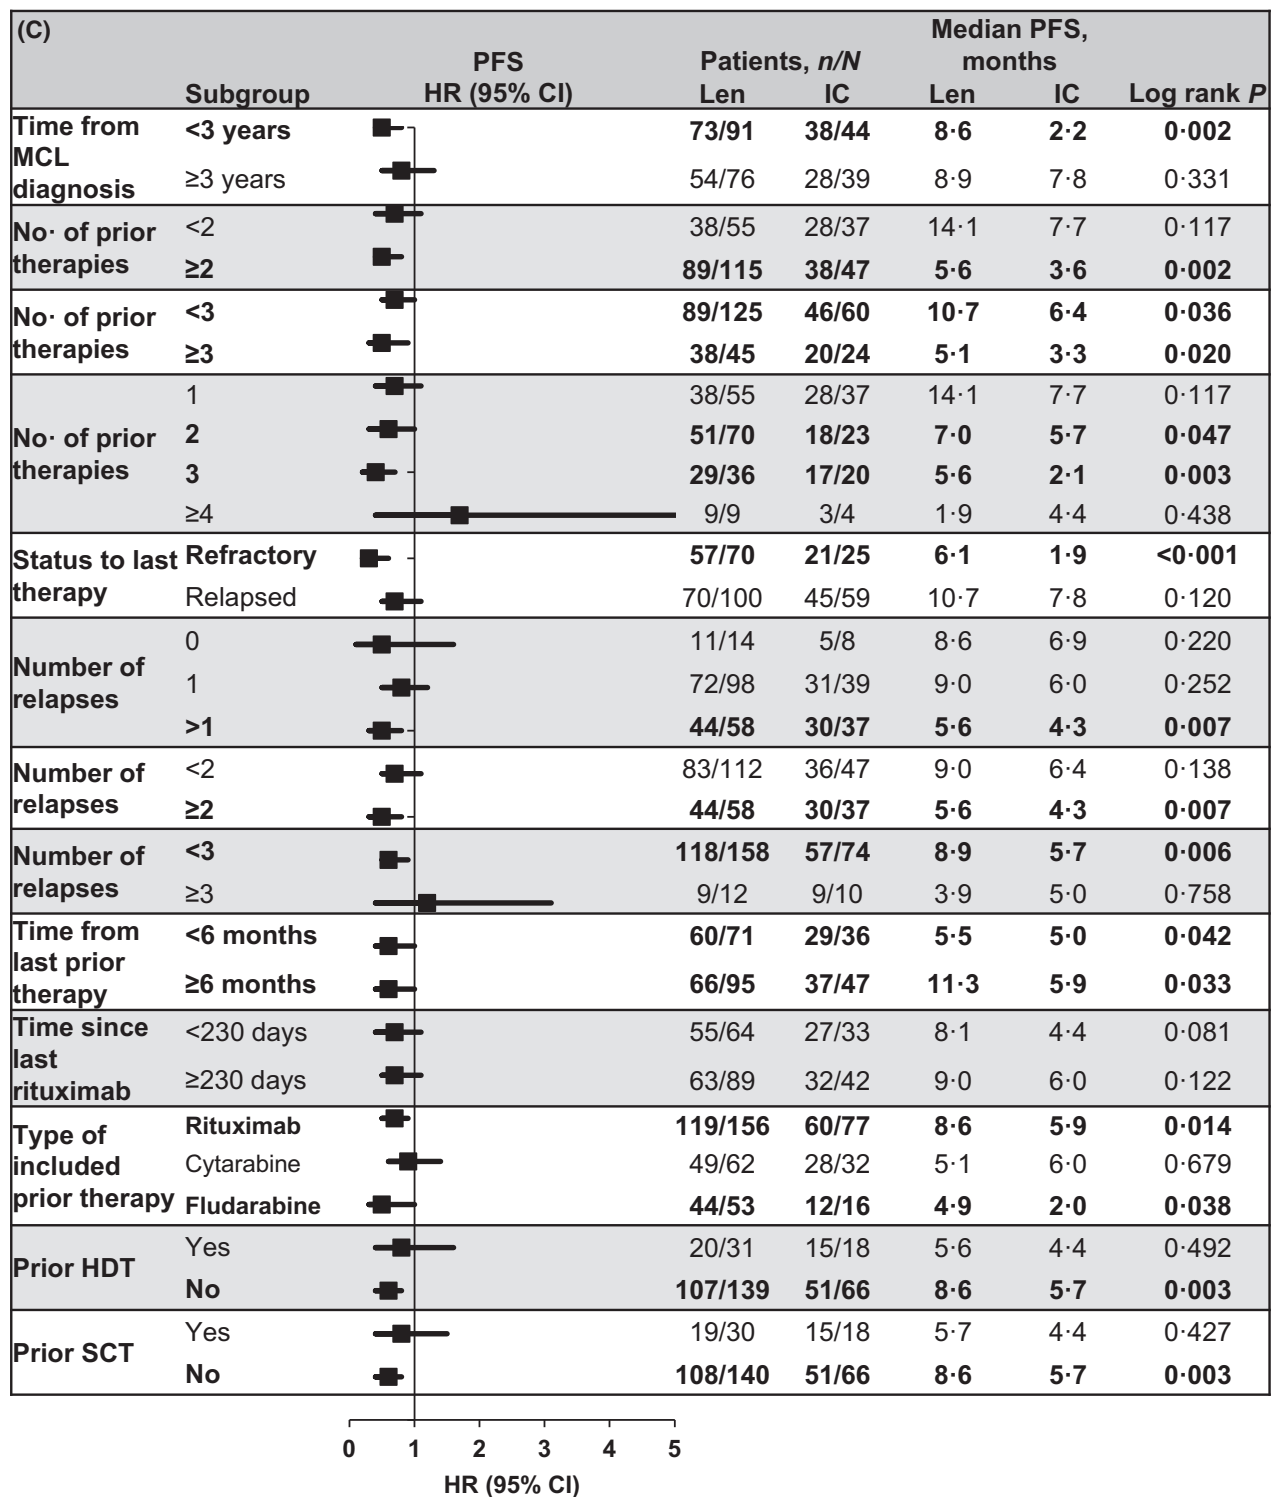 (C)
Subgroup PFS HR (95% CI) Patients, n/N Len IC Median PFS, months Len IC Log rank P
Time from MCL diagnosis
<3 years 73/91 38/44 8·6 2·2 0·002
≥3 years 54/76 28/39 8·9 7·8 0·331
No· of prior therapies
<2 38/55 28/37 14·1 7·7 0·117
≥2 89/115 38/47 5·6 3·6 0·002
No· of prior therapies
<3 89/125 46/60 10·7 6·4 0·036
≥3 38/45 20/24 5·1 3·3 0·020
No· of prior therapies
1 38/55 28/37 14·1 7·7 0·117
2 51/70 18/23 7·0 5·7 0·047
3 29/36 17/20 5·6 2·1 0·003
≥4 9/9 3/4 1·9 4·4 0·438
Status to last therapy
Refractory 57/70 21/25 6·1 1·9 <0·001
Relapsed 70/100 45/59 10·7 7·8 0·120
Number of relapses
0 11/14 5/8 8·6 6·9 0·220
1 72/98 31/39 9·0 6·0 0·252
>1 44/58 30/37 5·6 4·3 0·007
Number of relapses
<2 83/112 36/47 9·0 6·4 0·138
≥2 44/58 30/37 5·6 4·3 0·007
Number of relapses
<3 118/158 57/74 8·9 5·7 0·006
≥3 9/12 9/10 3·9 5·0 0·758
Time from last prior therapy
<6 months 60/71 29/36 5·5 5·0 0·042
≥6 months 66/95 37/47 11·3 5·9 0·033
Time since last rituximab
<230 days 55/64 27/33 8·1 4·4 0·081
≥230 days 63/89 32/42 9·0 6·0 0·122
Type of included prior therapy
Rituximab 119/156 60/77 8·6 5·9 0·014
Cytarabine 49/62 28/32 5·1 6·0 0·679
Fludarabine 44/53 12/16 4·9 2·0 0·038
Prior HDT
Yes 20/31 15/18 5·6 4·4 0·492
No 107/139 51/66 8·6 5·7 0·003
Prior SCT
Yes 19/30 15/18 5·7 4·4 0·427
No 108/140 51/66 8·6 5·7 0·003
0 1 2 3 4 5
HR (95% CI)